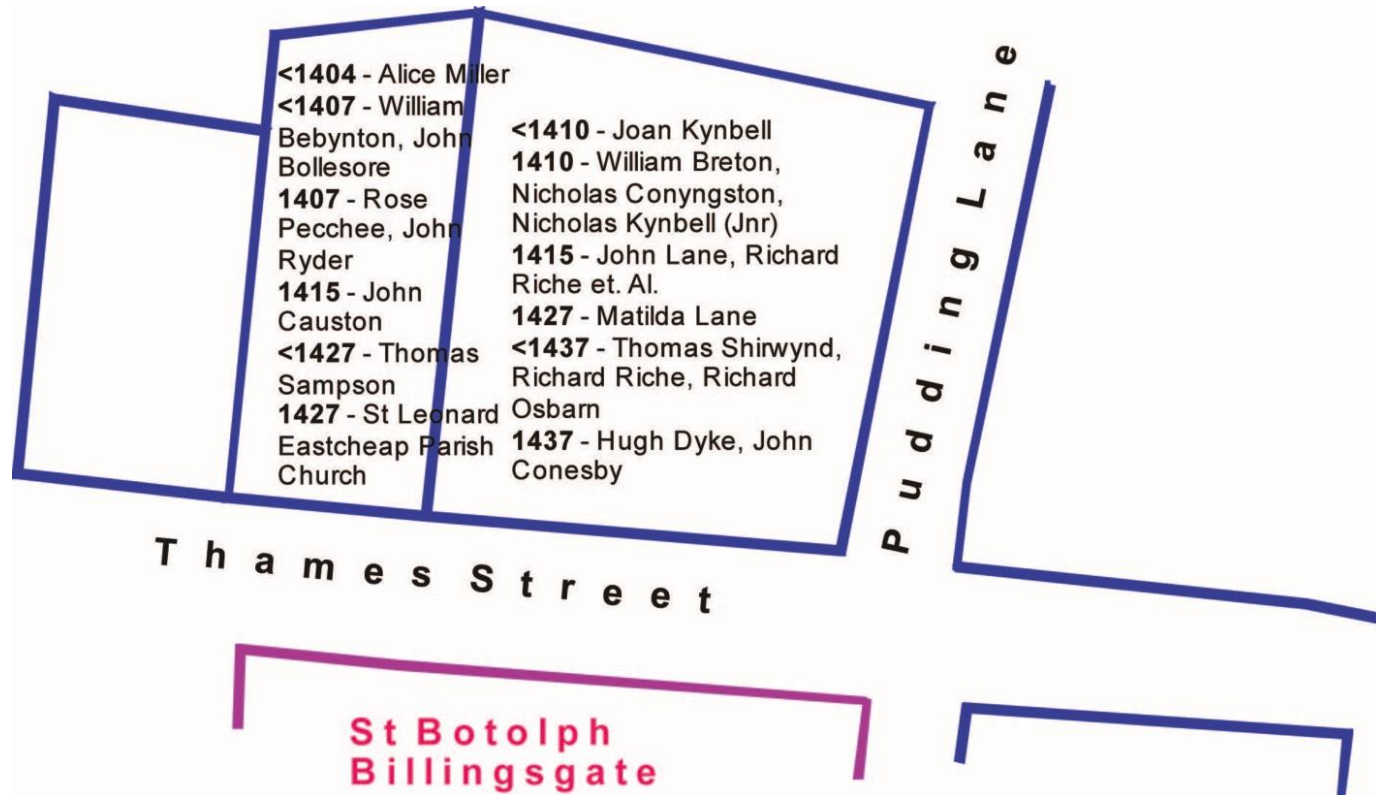 <1404 - Alice Miller
<1407 - William
Bebynton, John
Bollesore
1407 - Rose
Pecchee, John
Ryder
1415 - John
Causton
<1427 - Thomas
Sampson
1427 - St Leonard
Eastcheap Parish
Church
<1410 - Joan Kynbell
1410 - William Breton,
Nicholas Conyngston,
Nicholas Kynbell (Jnr)
1415 - John Lane, Richard
Riche et. Al.
1427 - Matilda Lane
<1437 - Thomas Shirwynd,
Richard Riche, Richard
Osbarn
1437 - Hugh Dyke, John
Conesby
Pudding Lane
Thames Street
St Botolph
Billingsgate